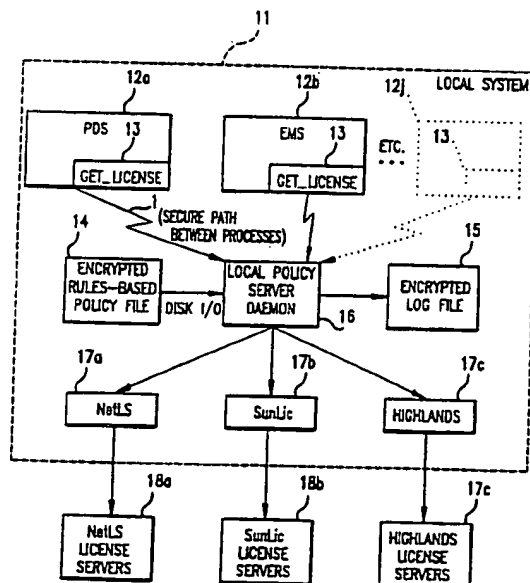 11
12a
12b
12j
LOCAL SYSTEM
PDS
13
GET_LICENSE
EMS
13
GET_LICENSE
ETC.
13
1
(SECURE PATH
BETWEEN PROCESSES)
14
ENCRYPTED
RULES-BASED
POLICY FILE
DISK I/O
LOCAL POLICY
SERVER
DAEMON
16
15
ENCRYPTED
LOG FILE
17a
NetLS
17b
SunLic
17c
HIGHLANDS
18a
NetLS
LICENSE
SERVERS
18b
SunLic
LICENSE
SERVERS
17c
HIGHLANDS
LICENSE
SERVERS